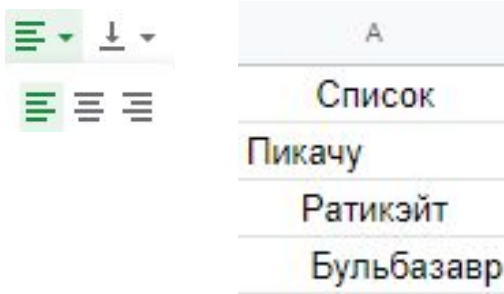 A
Список
Пикачу
Ратикэйт
Бульбазавр